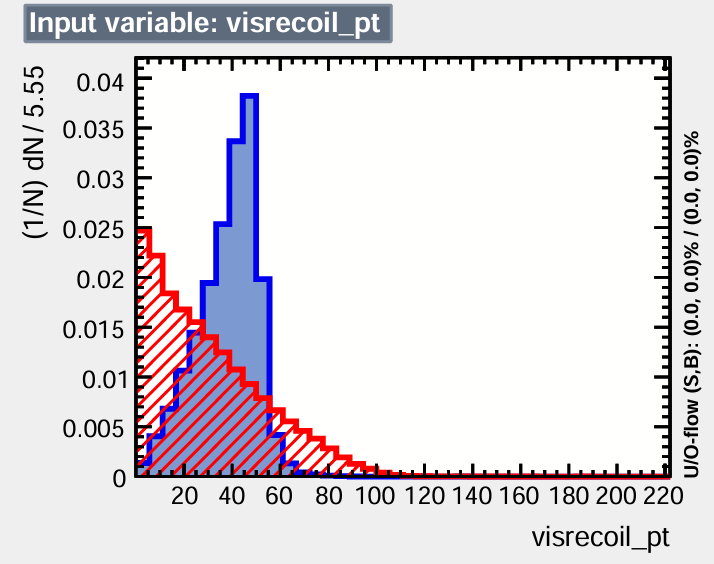 Input variable: visrecoil_pt
(1/N) dN / 5.55
0.04
0.035
0.03
0.025
0.02
0.015
0.01
0.005
0
20 40 60 80 100 120 140 160 180 200 220
visrecoil_pt
U/O-flow (S,B): (0.0, 0.0)% / (0.0, 0.0)%